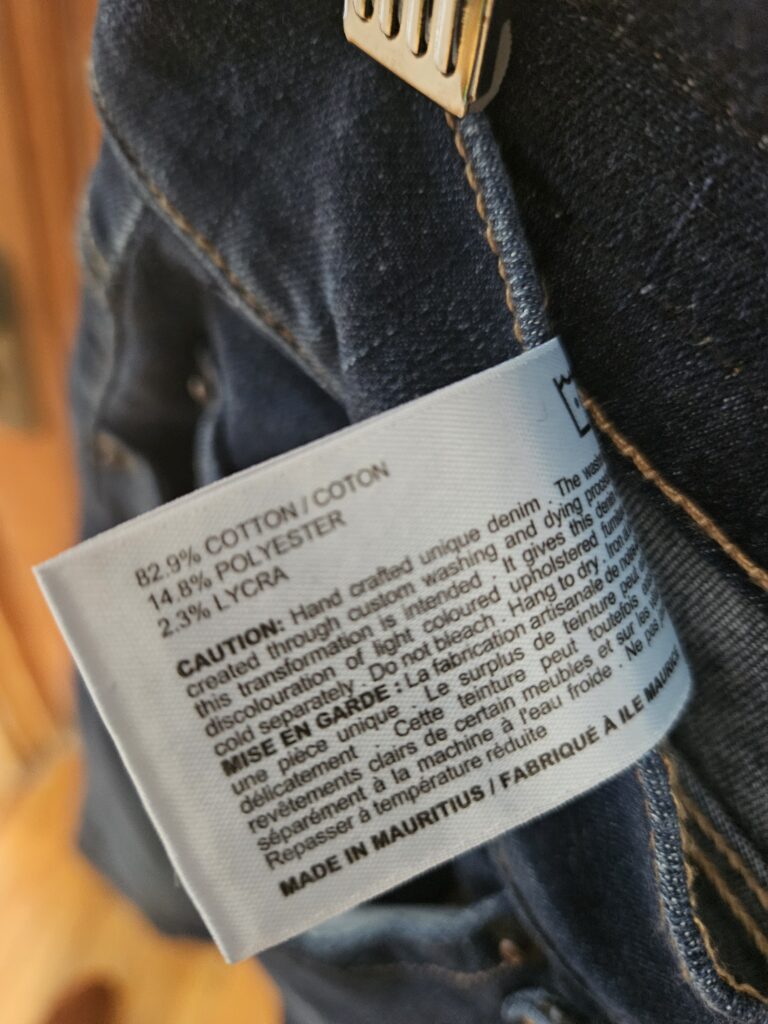 82.9% COTTON / COTON
14.8% POLYESTER
2.3% LYCRA
CAUTION: Hand crafted unique denim . The
created through custom washing and dying
this transformation is intended . It gives this
discolouration of light coloured upholstered
cold separately . Do not bleach . Hang to dry . Iron
MISE EN GARDE : La fabrication artisanale de
une pièce unique . Le surplus de teinture peut
délicatement . Cette teinture peut toutefois
revêtements clairs de certain meubles et sur les
séparément à la machine à l'eau froide . Ne pas
Repasser à température réduite
MADE IN MAURITIUS / FABRIQUÉ À ILE